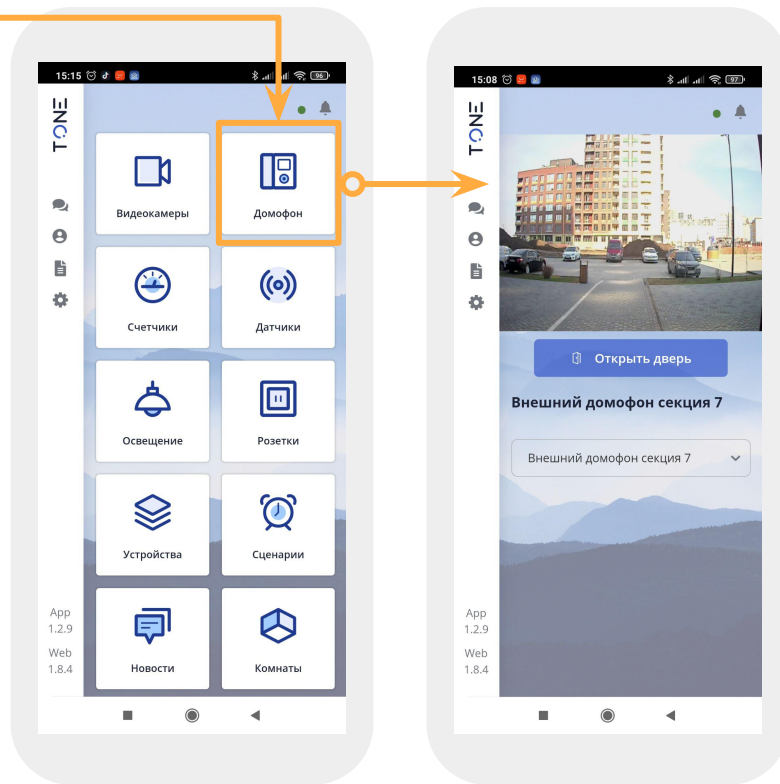 15:15
96
TONE
Видеокамеры
Домофон
Счетчики
Датчики
Освещение
Розетки
Устройства
Сценарии
Новости
Комнаты
App
1.2.9
Web
1.8.4
15:08
97
TONE
Открыть дверь
Внешний домофон секция 7
Внешний домофон секция 7
App
1.2.9
Web
1.8.4